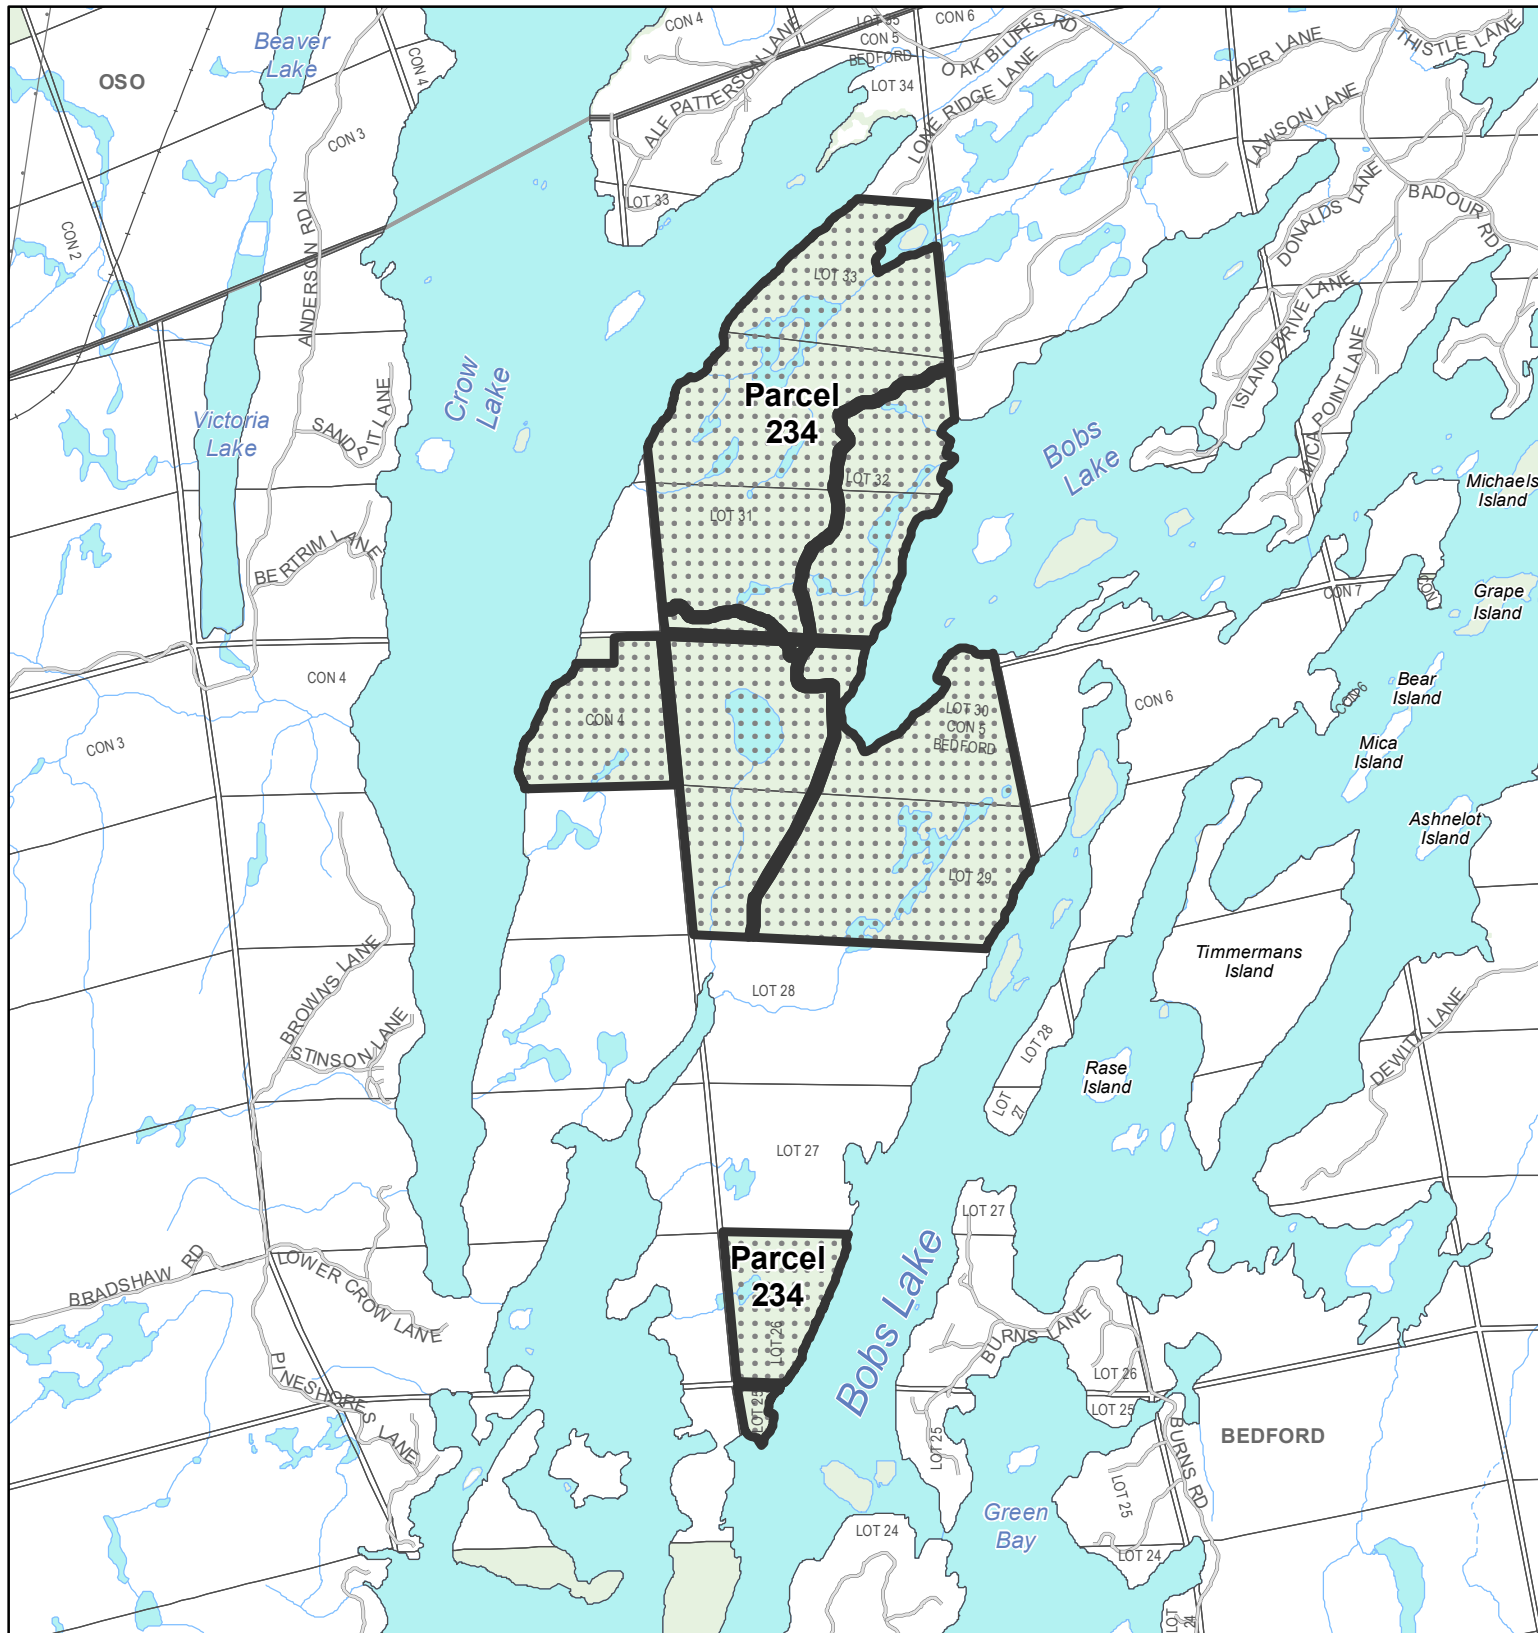 CON 4
LOT 35
CON 5
BEDFORD
LOT 34
CON 6
OAK BLUFFS RD
THISTLE LANE
Beaver
Lake
OSO
CON 4
ALF PATTERSON LANE
LONE RIDGE LANE
ALDER LANE
LAWSON LANE
CON 3
CON 2
LOT 33
ANDERSON RD N
DONALDS LANE
BADOUR RD
LOT 33
ISLAND DRIVE LANE
MICA POINT LANE
Crow
Lake
SAND PIT LANE
Victoria
Lake
Parcel
234
Bobs
Lake
LOT 32
LOT 31
Michaels
Island
BERTRIM LANE
CON 7
CON 7
Grape
Island
CON 4
CON 3
CON 4
LOT 30
CON 5
BEDFORD
CON 6
CON 6
Bear
Island
Mica
Island
Ashnelot
Island
LOT 29
BROWNS LANE
Timmermans
Island
LOT 28
STINSON LANE
LOT 28
DEWITT LANE
Rase
Island
LOT
27
LOT 27
LOT 27
BRADSHAW RD
LOWER CROW LANE
Parcel
234
LOT 26
Bobs Lake
BURNS LANE
PINESHORES LANE
LOT 25
LOT 26
LOT 25
LOT 25
BURNS RD
BEDFORD
LOT 25
Green
Bay
LOT 24
LOT 24
LOT
24